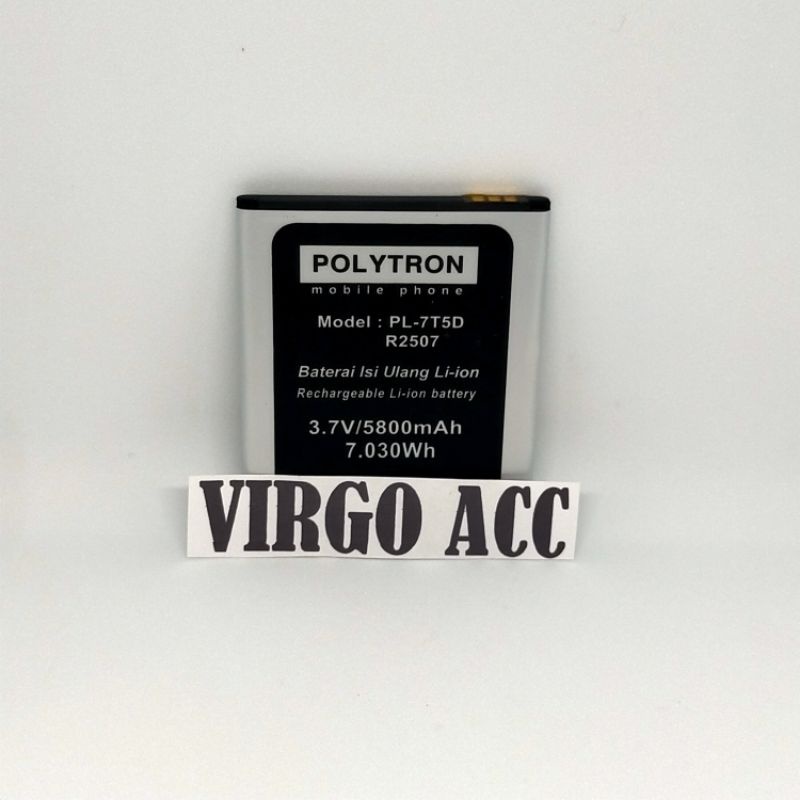 POLYTRON
mobile phone
Model : PL-7T5D
R2507
Baterai Isi Ulang Li-ion
Rechargeable Li-ion battery
3.7V/5800mAh
7.030Wh
VIRGO ACC